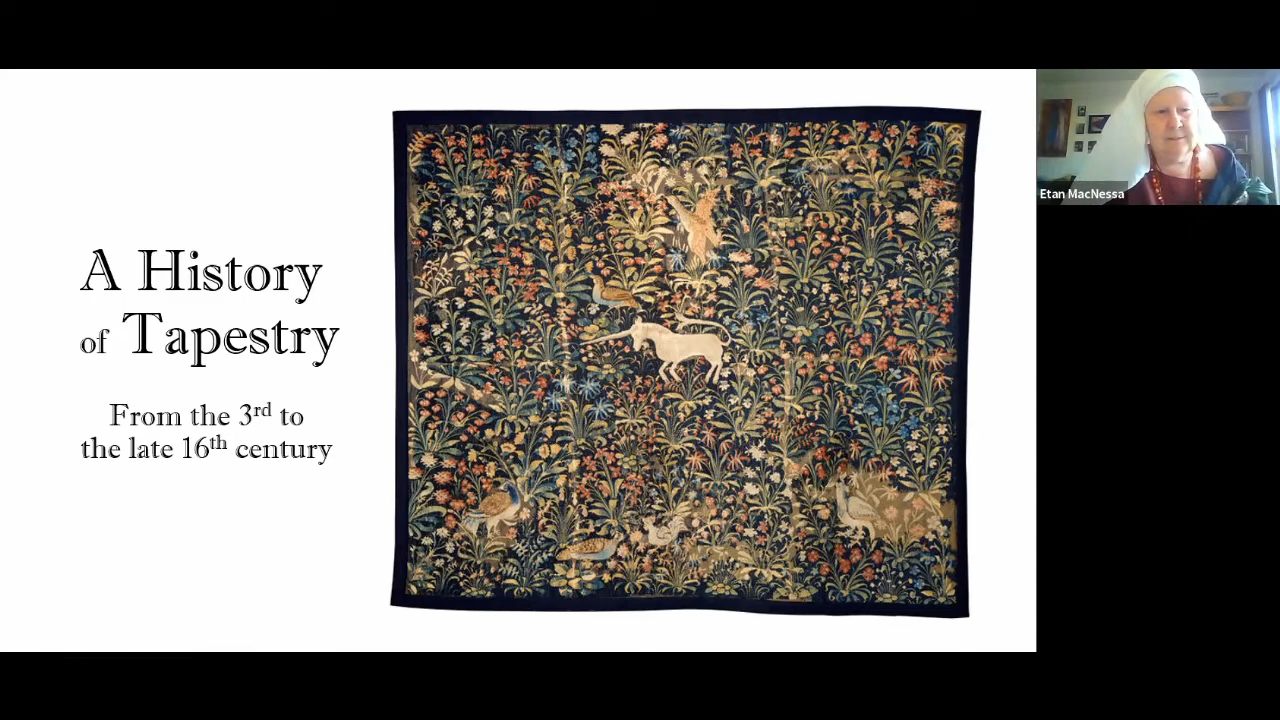 A History
of Tapestry
From the 3rd to
the late 16th century
Etan MacNessa